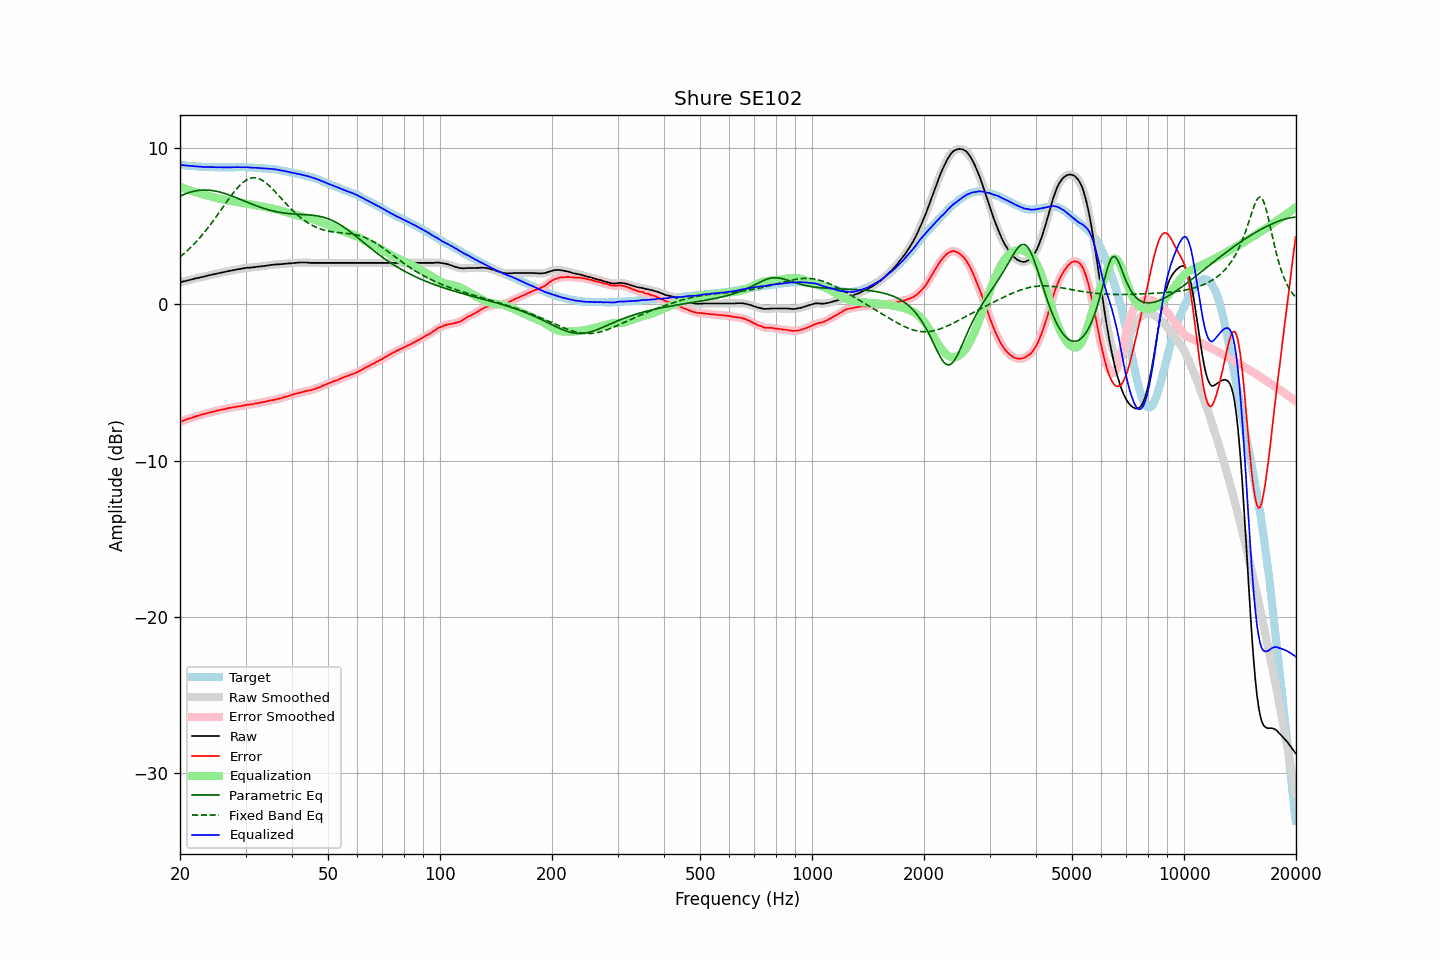 Shure SE102
Amplitude (dBr)
10
0
−10
−20
−30
Target
Raw Smoothed
Error Smoothed
Raw
Error
Equalization
Parametric Eq
Fixed Band Eq
Equalized
20 50 100 200 500 1000 2000 5000 10000 20000
Frequency (Hz)